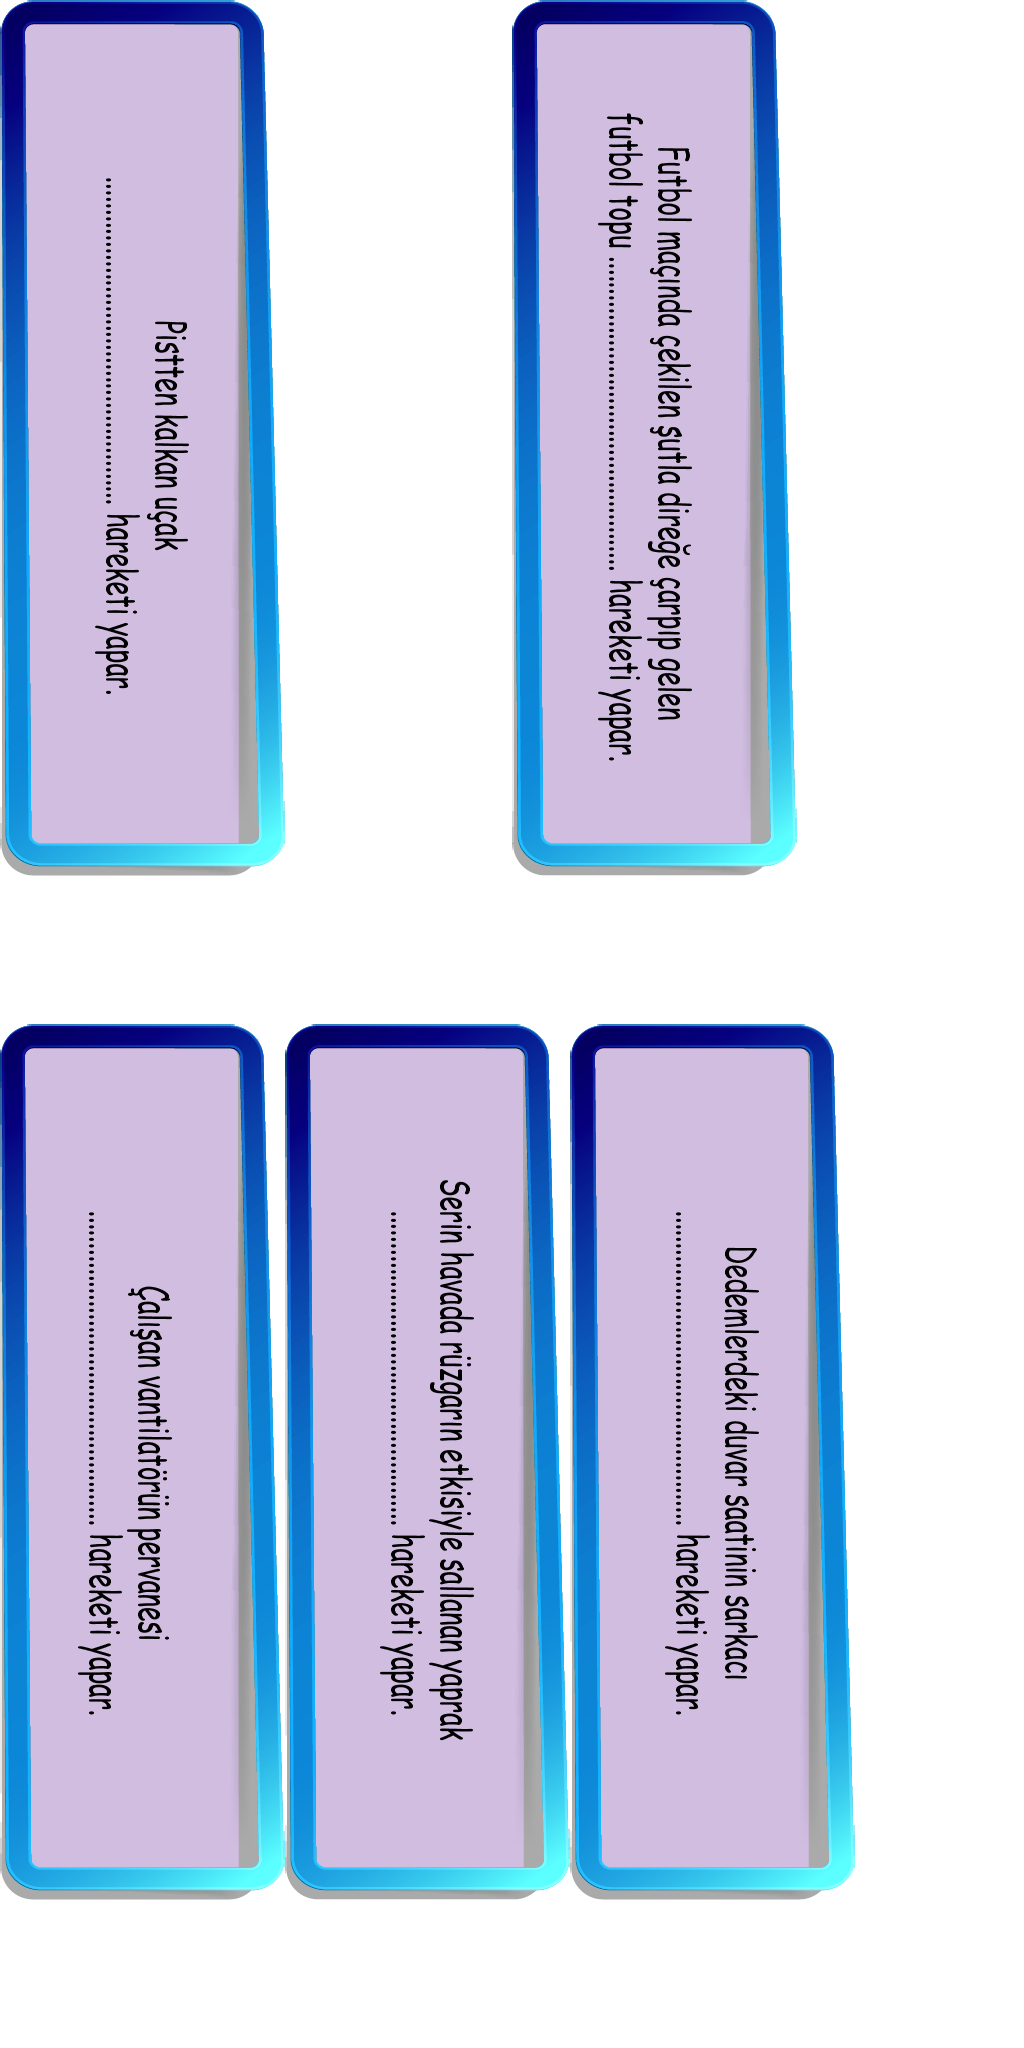 Pistten kalkan uçak
.................................................. hareketi yapar.
Futbol maçında çekilen şutla direğe çarpıp gelen
futbol topu ................................................ hareketi yapar.
Çalışan vantilatörün pervanesi
................................................ hareketi yapar.
Serin havada rüzgarın etkisiyle sallanan yaprak
................................................ hareketi yapar.
Dedemlerdeki duvar saatinin sarkacı
................................................ hareketi yapar.